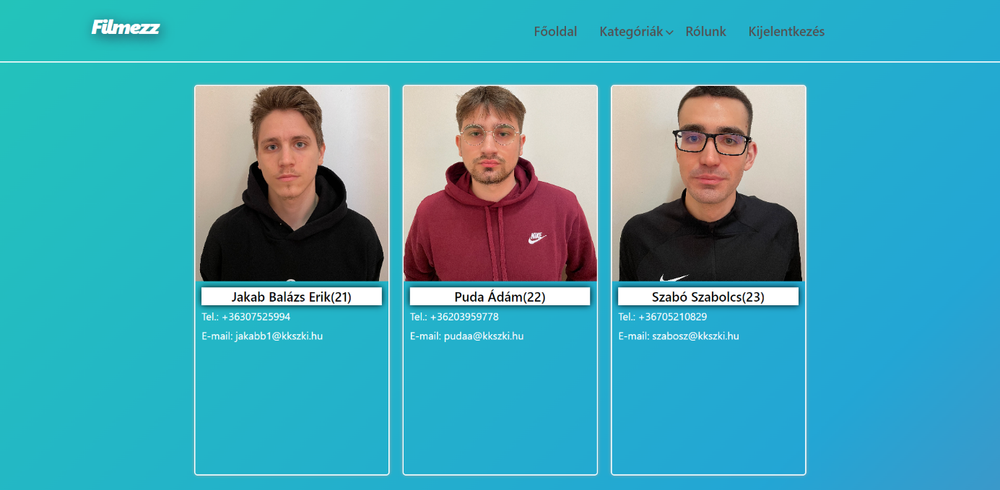 Filmezz
Főoldal Kategóriák Rólunk Kijelentkezés
NIKE
Jakab Balázs Erik(21)
Tel.: +36307525994
E-mail: jakabb1@kkszki.hu
Puda Ádám(22)
Tel.: +36203959778
E-mail: pudaa@kkszki.hu
Szabó Szabolcs(23)
Tel.: +36705210829
E-mail: szabosz@kkszki.hu